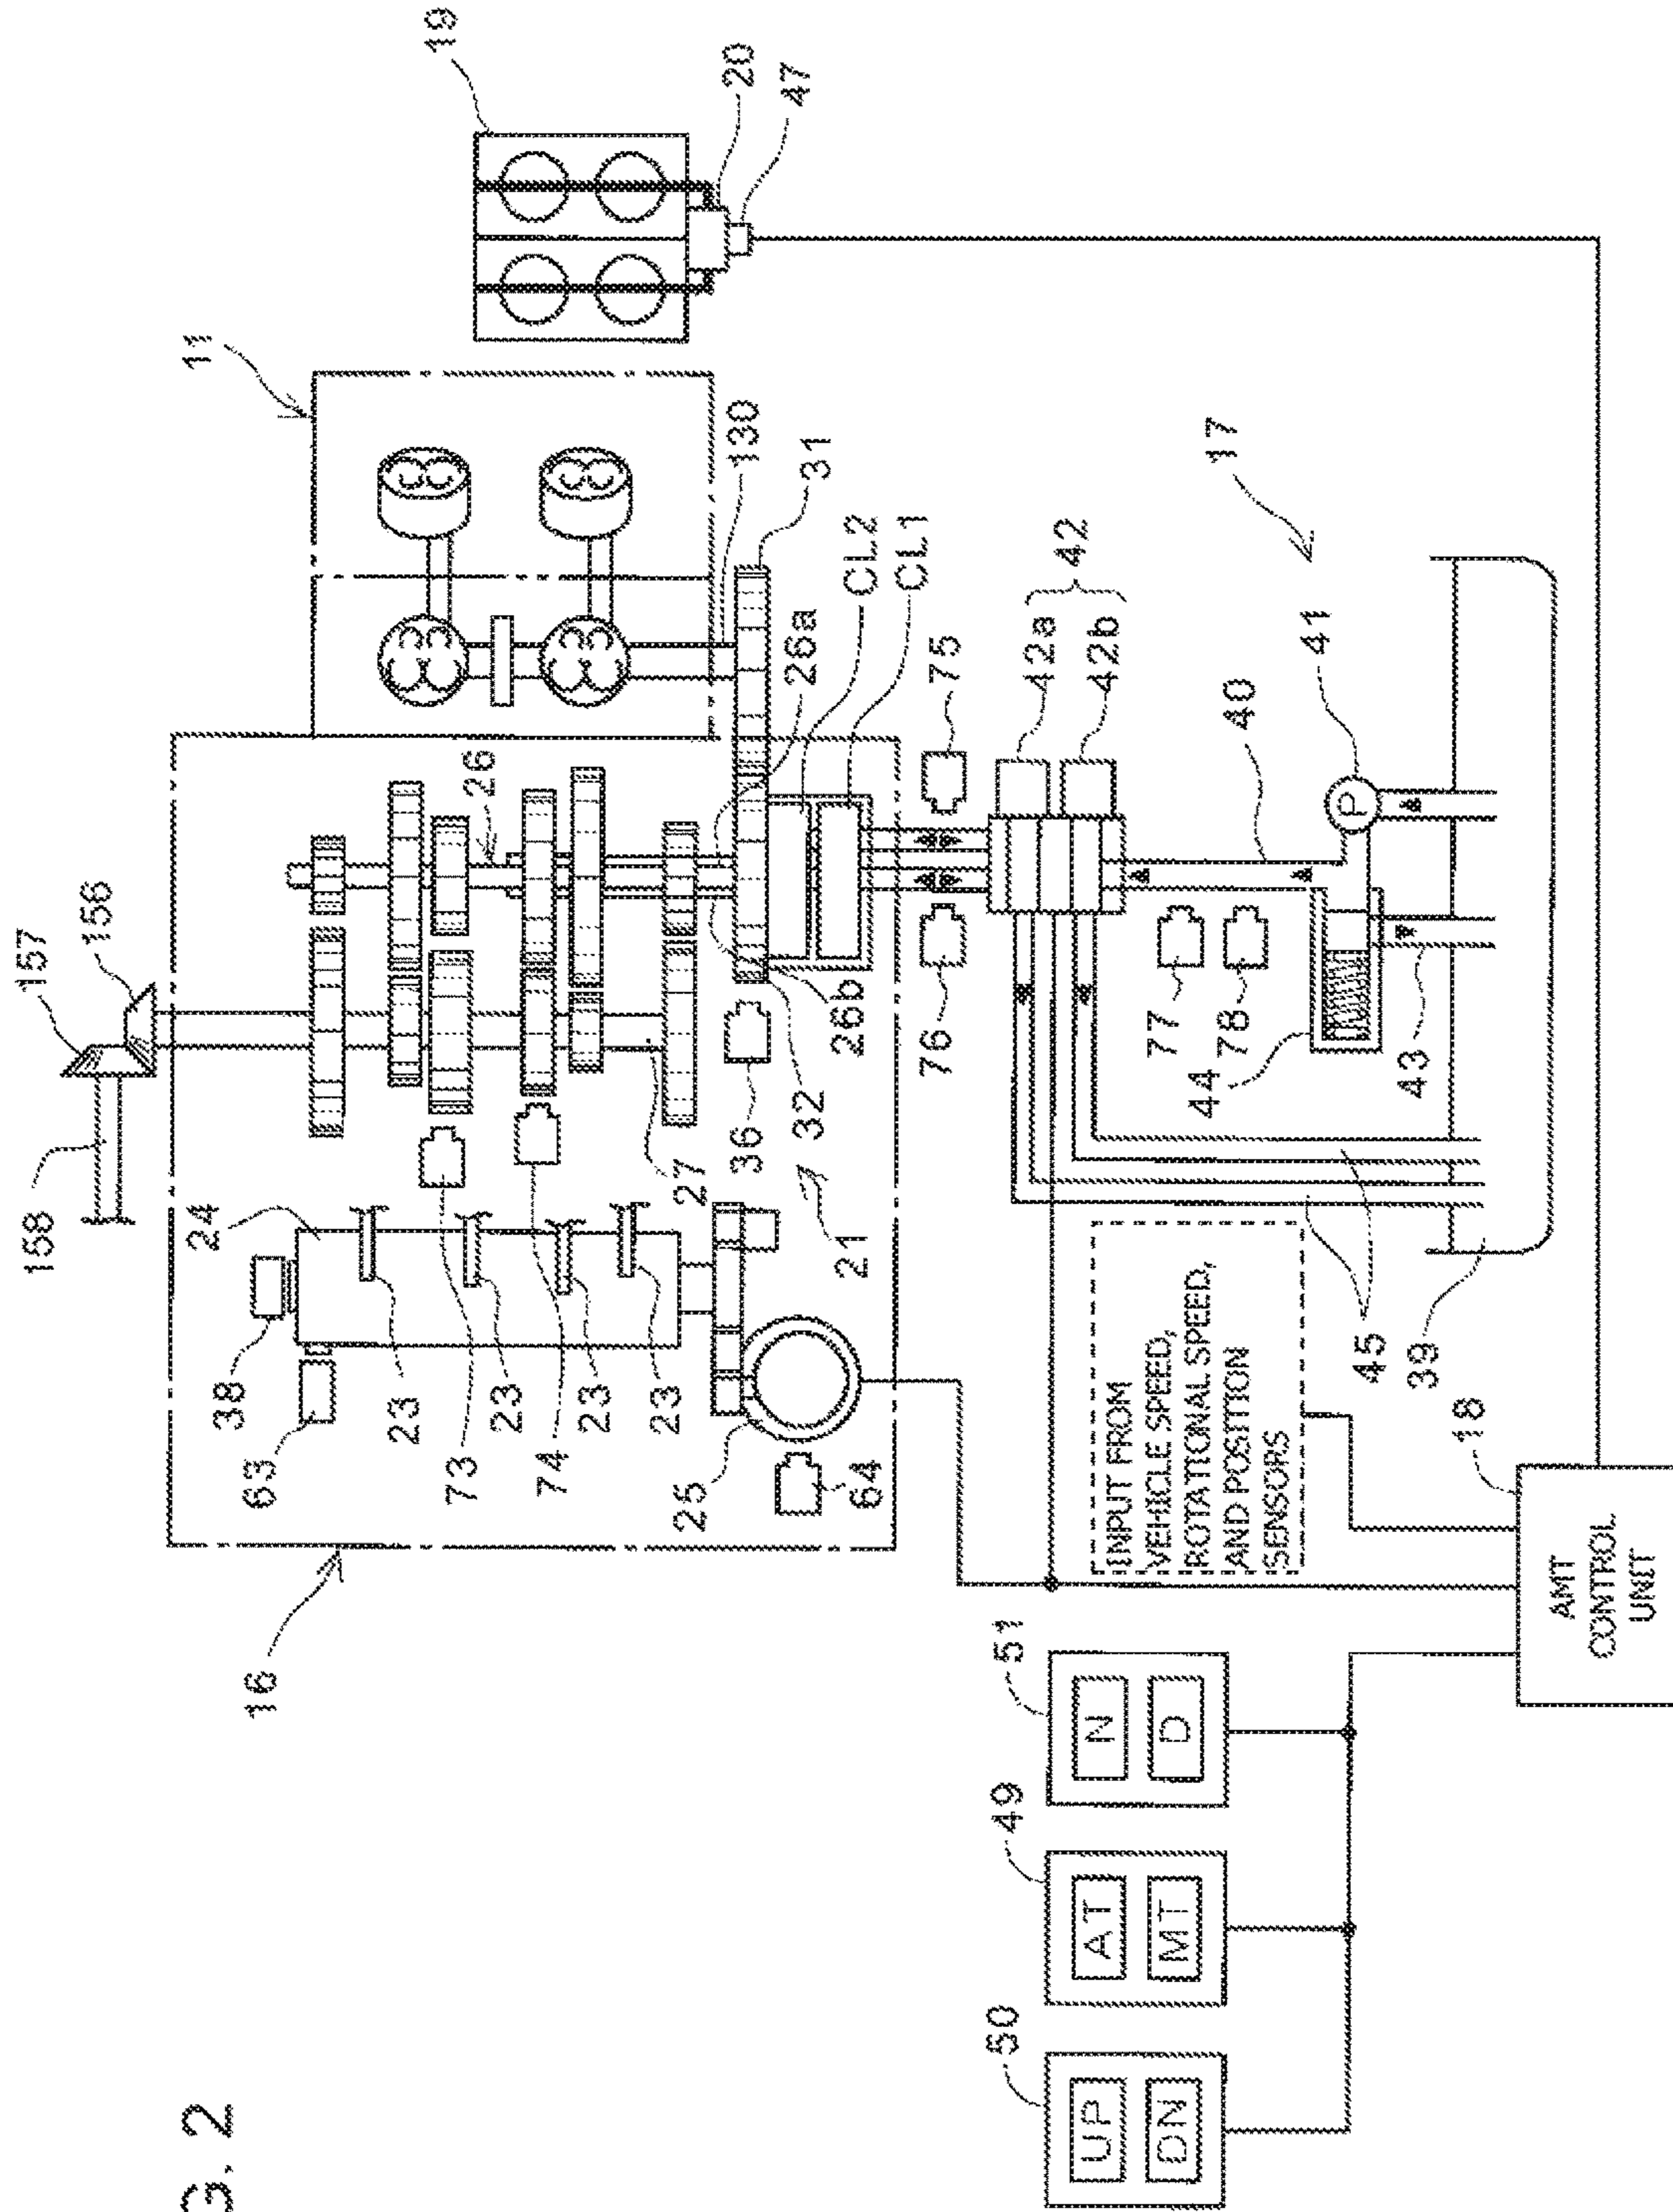 G. 2
16
38
24
158
157
156
63
23
23
23
23
73
74
27
26
25
64
21
36
32
26b
26a
11
19
20
47
130
31
CL2
CL1
75
76
42a
42
42b
77
78
44
43
40
41
17
45
39
18
INPUT FROM
VEHICLE SPEED,
ROTATIONAL SPEED,
AND POSITION
SENSORS
P
50
UP
DN
49
AT
MT
51
N
D
AMT
CONTROL
UNIT